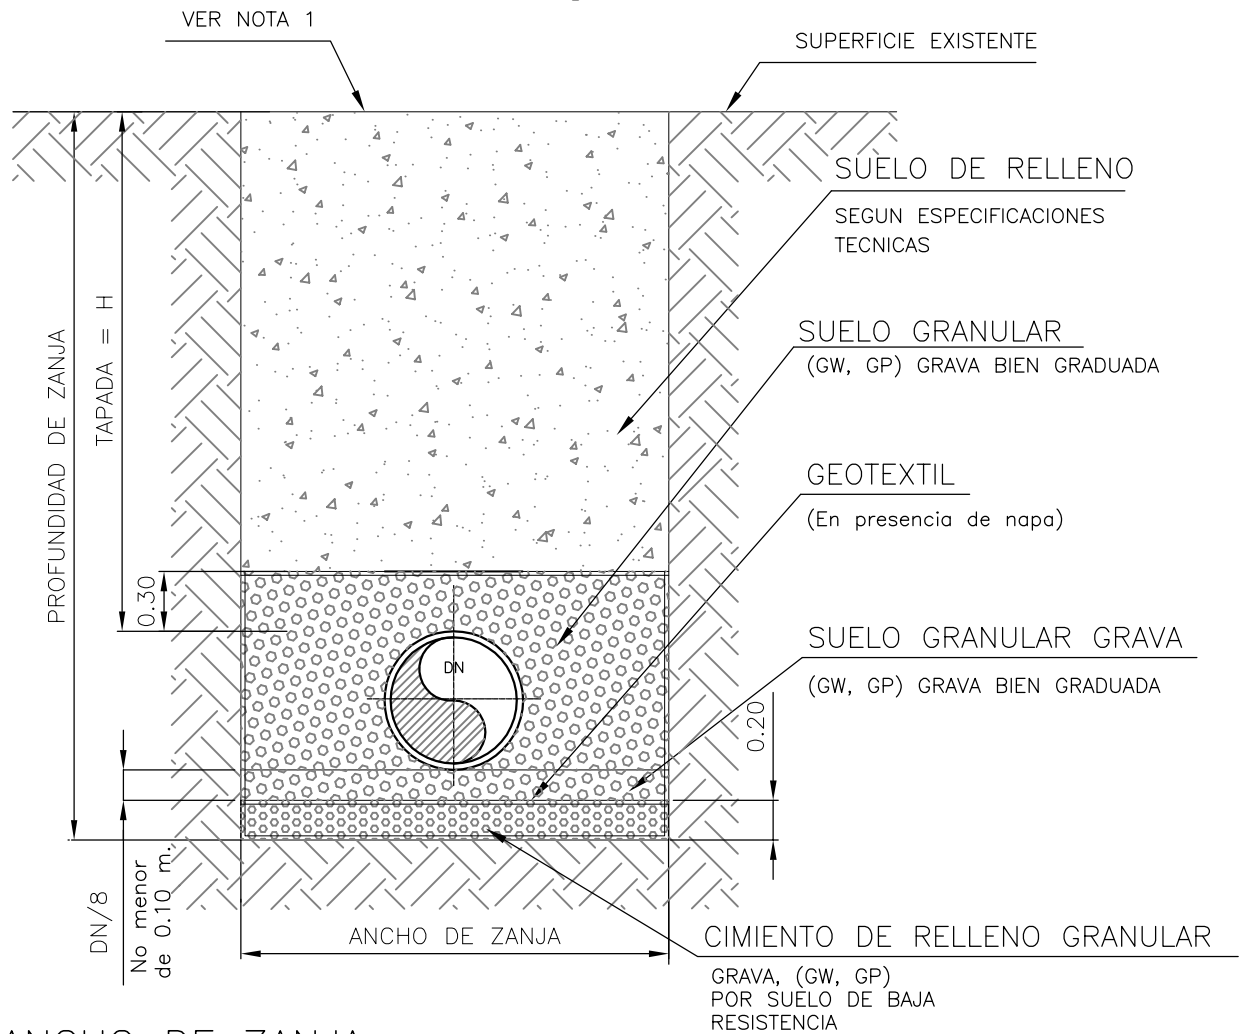 VER NOTA 1
SUPERFICIE EXISTENTE
SUELO DE RELLENO
SEGUN ESPECIFICACIONES
TECNICAS
SUELO GRANULAR
(GW, GP) GRAVA BIEN GRADUADA
GEOTEXTIL
(En presencia de napa)
SUELO GRANULAR GRAVA
(GW, GP) GRAVA BIEN GRADUADA
PROFUNDIDAD DE ZANJA
TAPADA = H
0.30
DN
0.20
DN/8
No menor
de 0.10 m.
ANCHO DE ZANJA
CIMIENTO DE RELLENO GRANULAR
GRAVA, (GW, GP)
POR SUELO DE BAJA
RESISTENCIA
ANCHO DE ZANJA